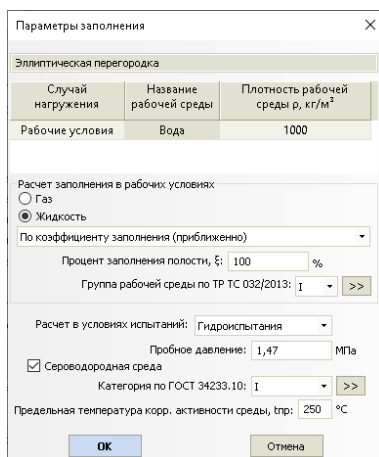 Параметры заполнения
Эллиптическая перегородка
Случай нагружения
Название рабочей среды
Плотность рабочей среды ρ, кг/м³
Рабочие условия
Вода
1000
Расчет заполнения в рабочих условиях
Газ
Жидкость
По коэффициенту заполнения (приближенно)
Процент заполнения полости, ξ: 100 %
Группа рабочей среды по ТР ТС 032/2013: I >>
Расчет в условиях испытаний: Гидроиспытания
Пробное давление: 1,47 МПа
Сероводородная среда
Категория по ГОСТ 34233.10: I >>
Предельная температура корр. активности среды, tпр: 250 °C
OK
Отмена